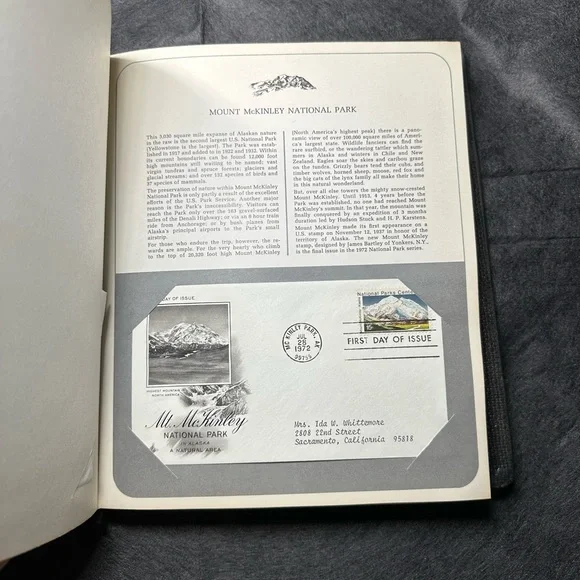 MOUNT McKINLEY NATIONAL PARK
This 3,030 square mile expanse of Alaskan nature
in the raw is the second largest U.S. National Park
(Yellowstone is the largest). The Park was estab-
lished in 1917 and added to in 1922 and 1932. Within
its current boundaries can be found 12,000 foot
high mountains still waiting to be named; vast
virgin tundras and spruce forests; glaciers and
glacial streams; and over 132 species of birds and
37 species of mammals.
The preservation of nature within Mount McKinley
National Park is only partly a result of the excellent
efforts of the U.S. Park Service. Another major
reason is the Park's inaccessibility. Visitors can
reach the Park only over the 163 gravel-surfaced
miles of the Denali Highway; or via an 8 hour train
ride from Anchorage; or by bush planes from
Alaska's principal airports to the Park's small
airstrip.
For those who endure the trip, however, the re-
wards are ample. For the very hearty who climb
to the top of 20,320 foot high Mount McKinley
(North America's highest peak) there is a pano-
ramic view of over 100,000 square miles of Ameri-
ca's largest state. Wildlife fanciers can find the
rare surfbird, or the wandering tattler which sum-
mers in Alaska and winters in Chile and New
Zealand. Eagles soar the skies and caribou graze
on the tundra. Grizzly bears tend their cubs, and
timber wolves, horned sheep, moose, red fox and
the big cats of the lynx family all make their home
in this natural wonderland.
But, over all else towers the mighty snow-crested
Mount McKinley. Until 1913, 4 years before the
Park was established, no one had reached Mount
McKinley's summit. In that year, the mountain was
finally conquered by an expedition of 3 months
duration led by Hudson Stuck and H. P. Karstens.
Mount McKinley made its first appearance on a
U.S. stamp on November 12, 1937 in honor of the
territory of Alaska. The new Mount McKinley
stamp, designed by James Bartley of Yonkers, N.Y.,
is the final issue in the 1972 National Park series.
DAY OF ISSUE
National Parks Cente
15c
MC KINLEY PARK, AK
JUL
28
1972
99755
FIRST DAY OF ISSUE
HIGHEST MOUNTAIN
NORTH AMERICA
Mt. McKinley
NATIONAL PARK
IN ALASKA
A NATURAL AREA
Mrs. Ida W. Whittemore
2808 22nd Street
Sacramento, California 95818